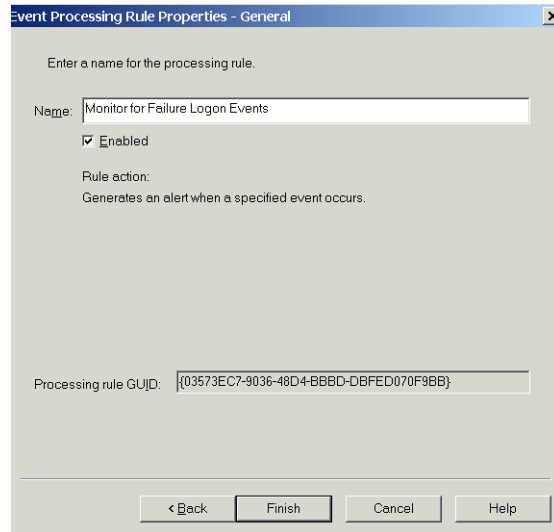 Event Processing Rule Properties - General
Enter a name for the processing rule.
Name: Monitor for Failure Logon Events
Enabled
Rule action:
Generates an alert when a specified event occurs.
Processing rule GUID: {03573EC7-9036-48D4-BBBD-DBFED070F9BB}
< Back Finish Cancel Help